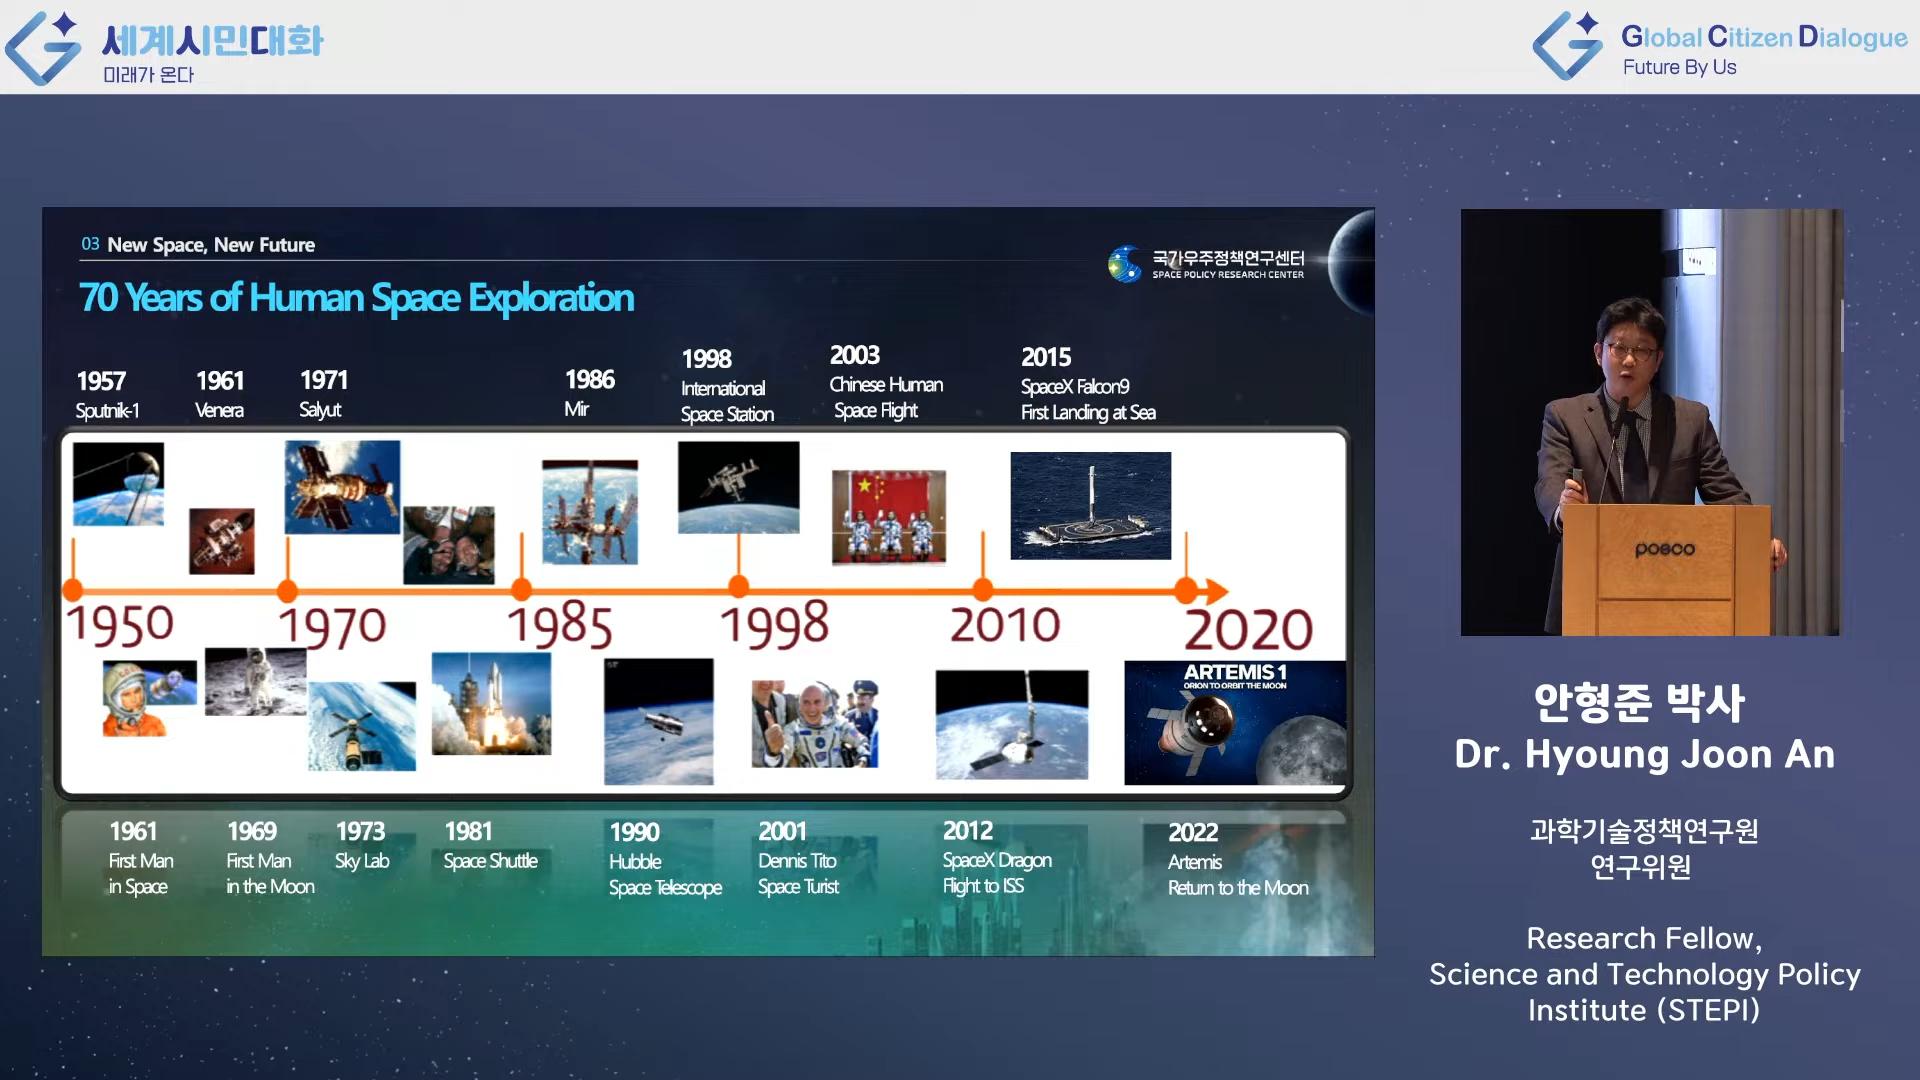 세계시민대화
미래가 온다
Global Citizen Dialogue
Future By Us
03 New Space, New Future
70 Years of Human Space Exploration
국가우주정책연구센터
SPACE POLICY RESEARCH CENTER
1957
Sputnik-1
1961
Venera
1971
Salyut
1986
Mir
1998
International
Space Station
2003
Chinese Human
Space Flight
2015
SpaceX Falcon9
First Landing at Sea
1950
1970
1985
1998
2010
2020
ARTEMIS 1
ORION TO ORBIT THE MOON
1961
First Man
in Space
1969
First Man
in the Moon
1973
Sky Lab
1981
Space Shuttle
1990
Hubble
Space Telescope
2001
Dennis Tito
Space Turist
2012
SpaceX Dragon
Flight to ISS
2022
Artemis
Return to the Moon
posco
안형준 박사
Dr. Hyoung Joon An
과학기술정책연구원
연구위원
Research Fellow,
Science and Technology Policy
Institute (STEPI)